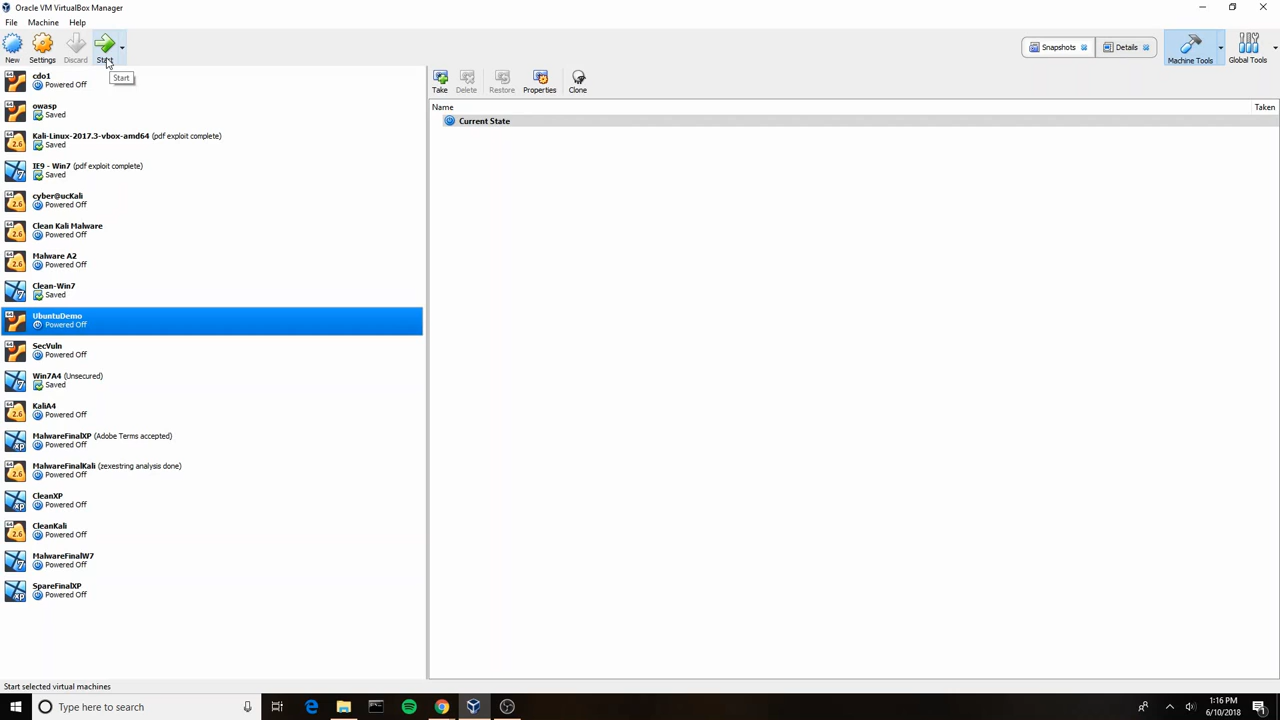 Oracle VM VirtualBox Manager
File Machine Help
New Settings Discard Start
Start
Snapshots Details
Machine Tools Global Tools
cdo1
Powered Off
owasp
Saved
Kali-Linux-2017.3-vbox-amd64 (pdf exploit complete)
Saved
IE9 - Win7 (pdf exploit complete)
Saved
cyber@ucKali
Powered Off
Clean Kali Malware
Powered Off
Malware A2
Powered Off
Clean-Win7
Saved
UbuntuDemo
Powered Off
SecVuln
Powered Off
Win7A4 (Unsecured)
Saved
KaliA4
Powered Off
MalwareFinalXP (Adobe Terms accepted)
Powered Off
MalwareFinalKali (zexestring analysis done)
Powered Off
CleanXP
Powered Off
CleanKali
Powered Off
MalwareFinalW7
Powered Off
SpareFinalXP
Powered Off
Take Delete Restore Properties Clone
Name Taken
Current State
Start selected virtual machines
Type here to search
1:16 PM
6/10/2018